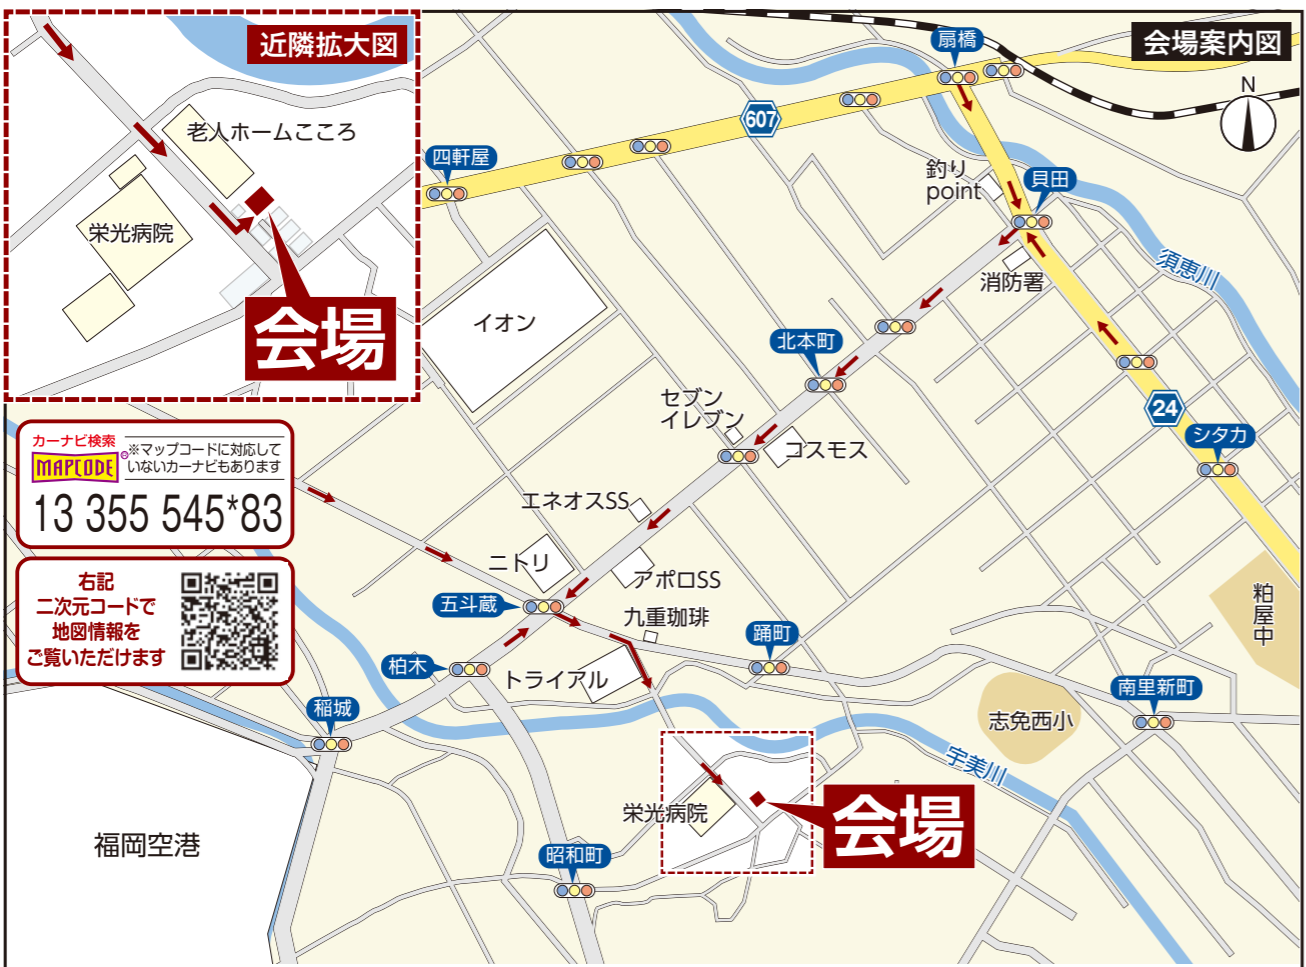 近隣拡大図
老人ホームこころ
栄光病院
会場
会場案内図
N
扇橋
607
四軒屋
釣り
point
貝田
須恵川
消防署
イオン
北本町
セブン
イレブン
コスモス
24
シタカ
カーナビ検索
MAPCODE
®
※マップコードに対応して
いないカーナビもあります
13 355 545*83
エネオスSS
ニトリ
アポロSS
右記
二次元コードで
地図情報を
ご覧いただけます
五斗蔵
九重珈琲
踊町
粕屋中
柏木
トライアル
稲城
南里新町
志免西小
宇美川
栄光病院
会場
福岡空港
昭和町